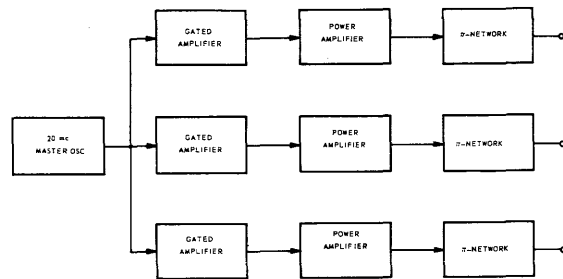 GATED
AMPLIFIER
POWER
AMPLIFIER
π-NETWORK
20 mc
MASTER OSC
GATED
AMPLIFIER
POWER
AMPLIFIER
π-NETWORK
GATED
AMPLIFIER
POWER
AMPLIFIER
π-NETWORK